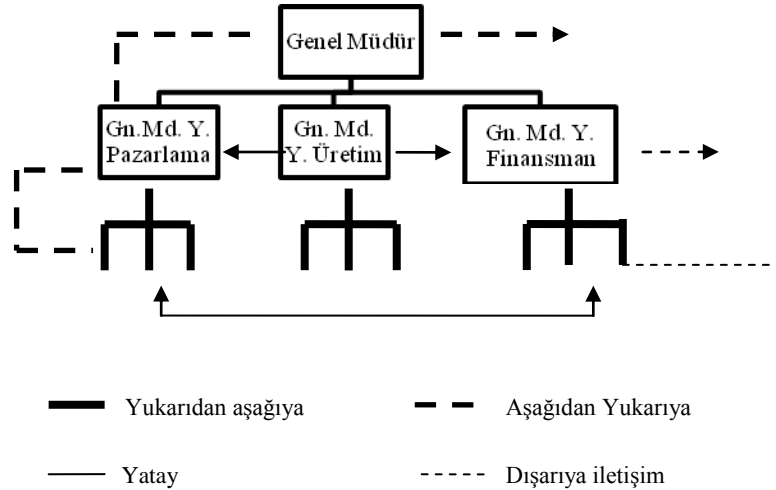 Genel Müdür
Gn.Md. Y.
Pazarlama
Gn. Md.
Y. Üretim
Gn. Md. Y.
Finansman
Yukarıdan aşağıya
Aşağıdan Yukarıya
Yatay
Dışarıya iletişim